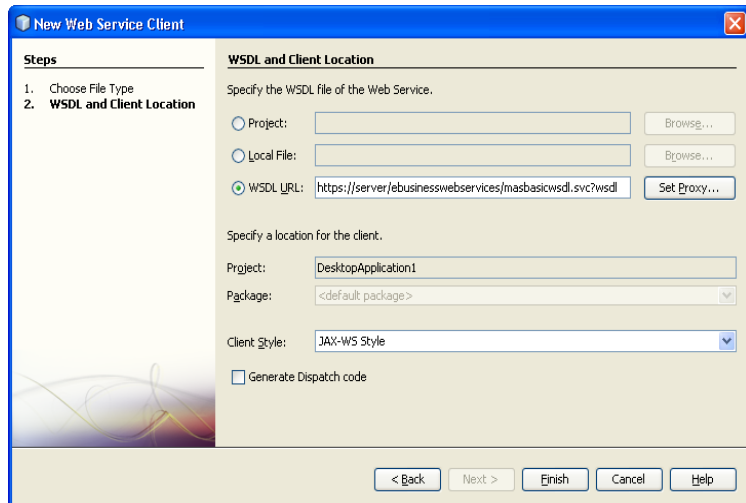 New Web Service Client
Steps
1. Choose File Type
2. WSDL and Client Location
WSDL and Client Location
Specify the WSDL file of the Web Service.
Project:
Browse...
Local File:
Browse...
WSDL URL: https://server/ebusinesswebservices/masbasicwsdl.svc?wsdl
Set Proxy...
Specify a location for the client.
Project: DesktopApplication1
Package: <default package>
Client Style: JAX-WS Style
Generate Dispatch code
< Back Next > Finish Cancel Help